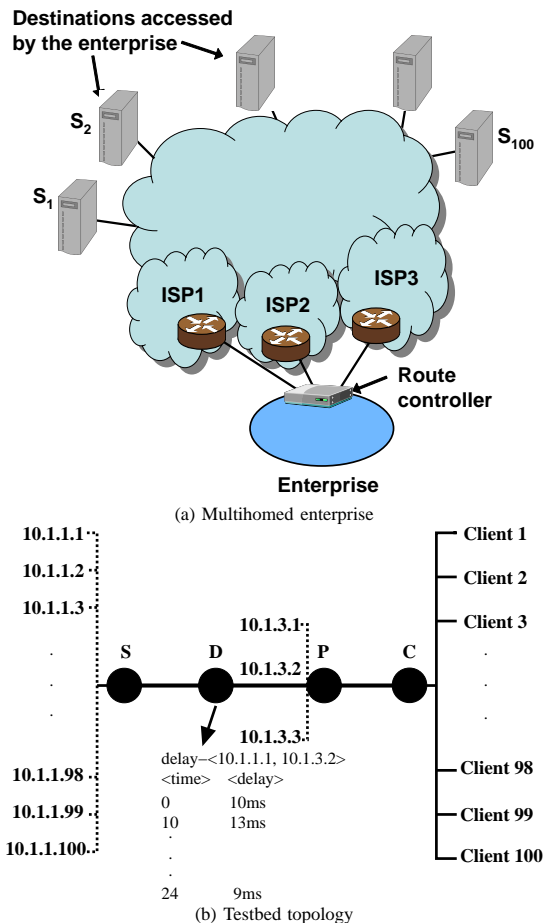 Destinations accessed
by the enterprise
S2
S100
S1
ISP1
ISP2
ISP3
Route
controller
Enterprise
(a) Multihomed enterprise
10.1.1.1
10.1.1.2
10.1.1.3
.
.
.
10.1.1.98
10.1.1.99
10.1.1.100
S
D
10.1.3.1
10.1.3.2
10.1.3.3
P
C
Client 1
Client 2
Client 3
.
.
.
Client 98
Client 99
Client 100
delay−<10.1.1.1, 10.1.3.2>
<time> <delay>
0 10ms
10 13ms
.
.
.
24 9ms
(b) Testbed topology